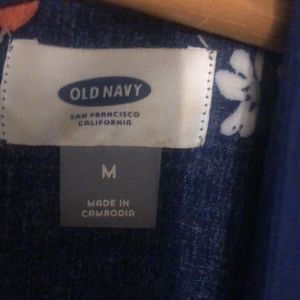 OLD NAVY
SAN FRANCISCO
CALIFORNIA
M
MADE IN
CAMBODIA